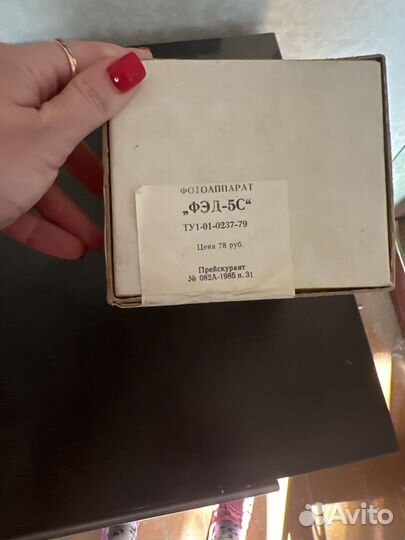 ФОТОАППАРАТ
„ФЭД-5С“
ТУ1-01-0237-79
Цена 78 руб.
Прейскурант
№ 082А-1985 п. 31
Avito